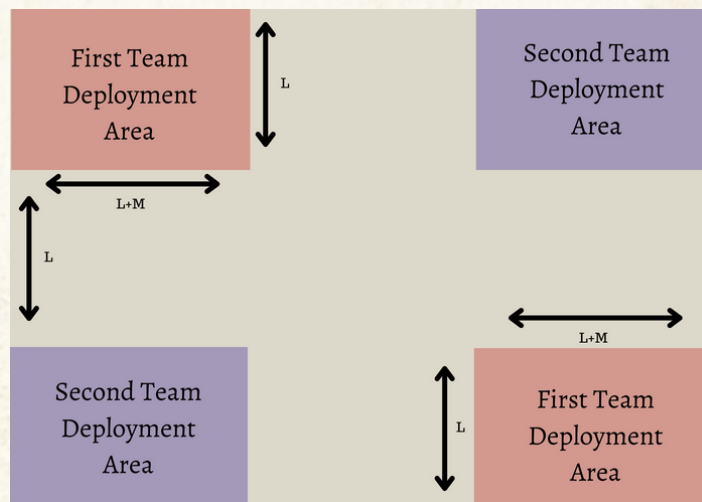 First Team
Deployment
Area
L
Second Team
Deployment
Area
L+M
L
L+M
Second Team
Deployment
Area
L
First Team
Deployment
Area